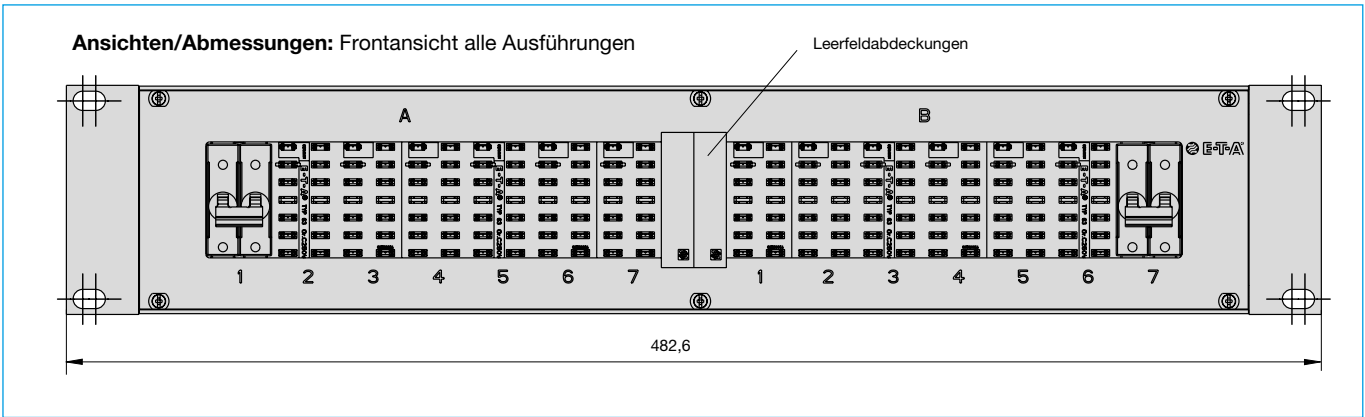 Ansichten/Abmessungen: Frontansicht alle Ausführungen
Leerfeldabdeckungen
A B
E-T-A
1 2 3 4 5 6 7 1 2 3 4 5 6 7
482,6